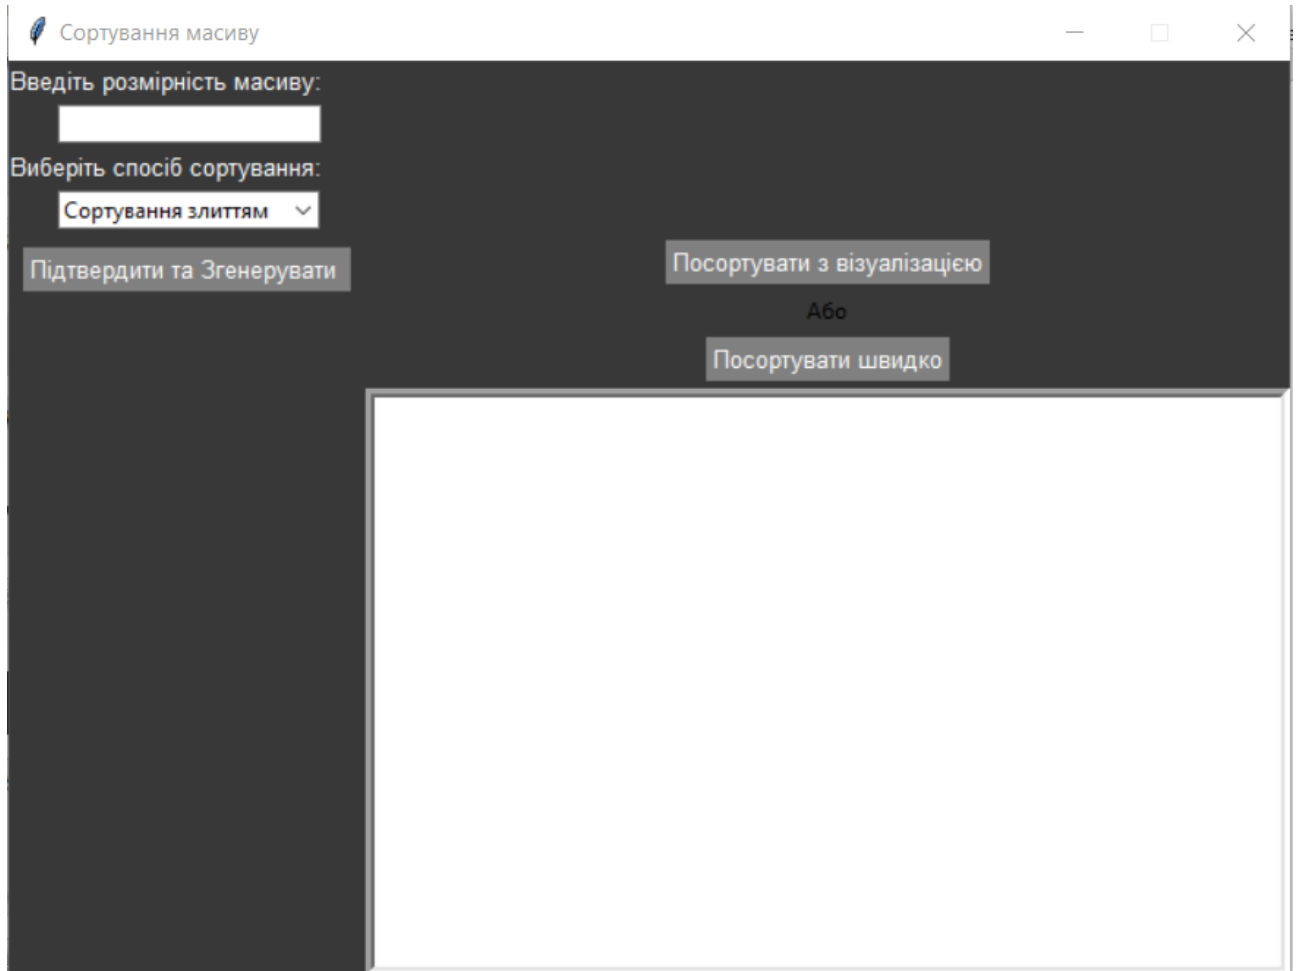 Сортування масиву
Введіть розмірність масиву:
Виберіть спосіб сортування:
Сортування злиттям
Підтвердити та Згенерувати
Посортувати з візуалізацією
Або
Посортувати швидко